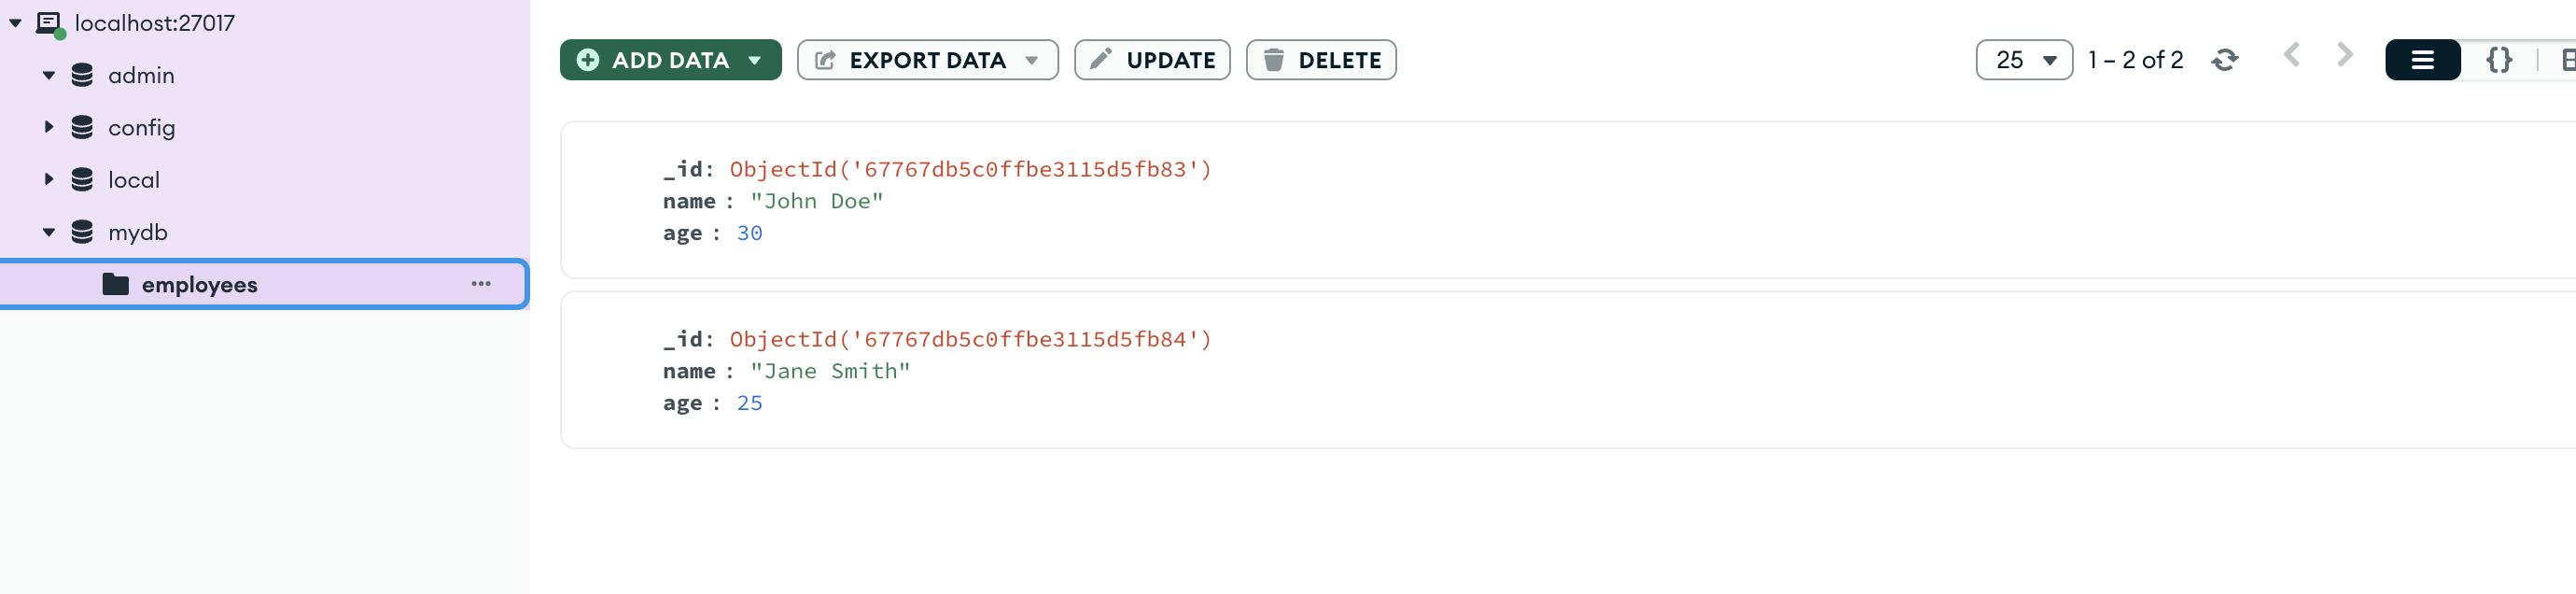 localhost:27017
admin
config
local
mydb
employees
ADD DATA
EXPORT DATA
UPDATE
DELETE
25
1 – 2 of 2
{}
_id: ObjectId('67767db5c0ffbe3115d5fb83')
name : "John Doe"
age : 30
_id: ObjectId('67767db5c0ffbe3115d5fb84')
name : "Jane Smith"
age : 25